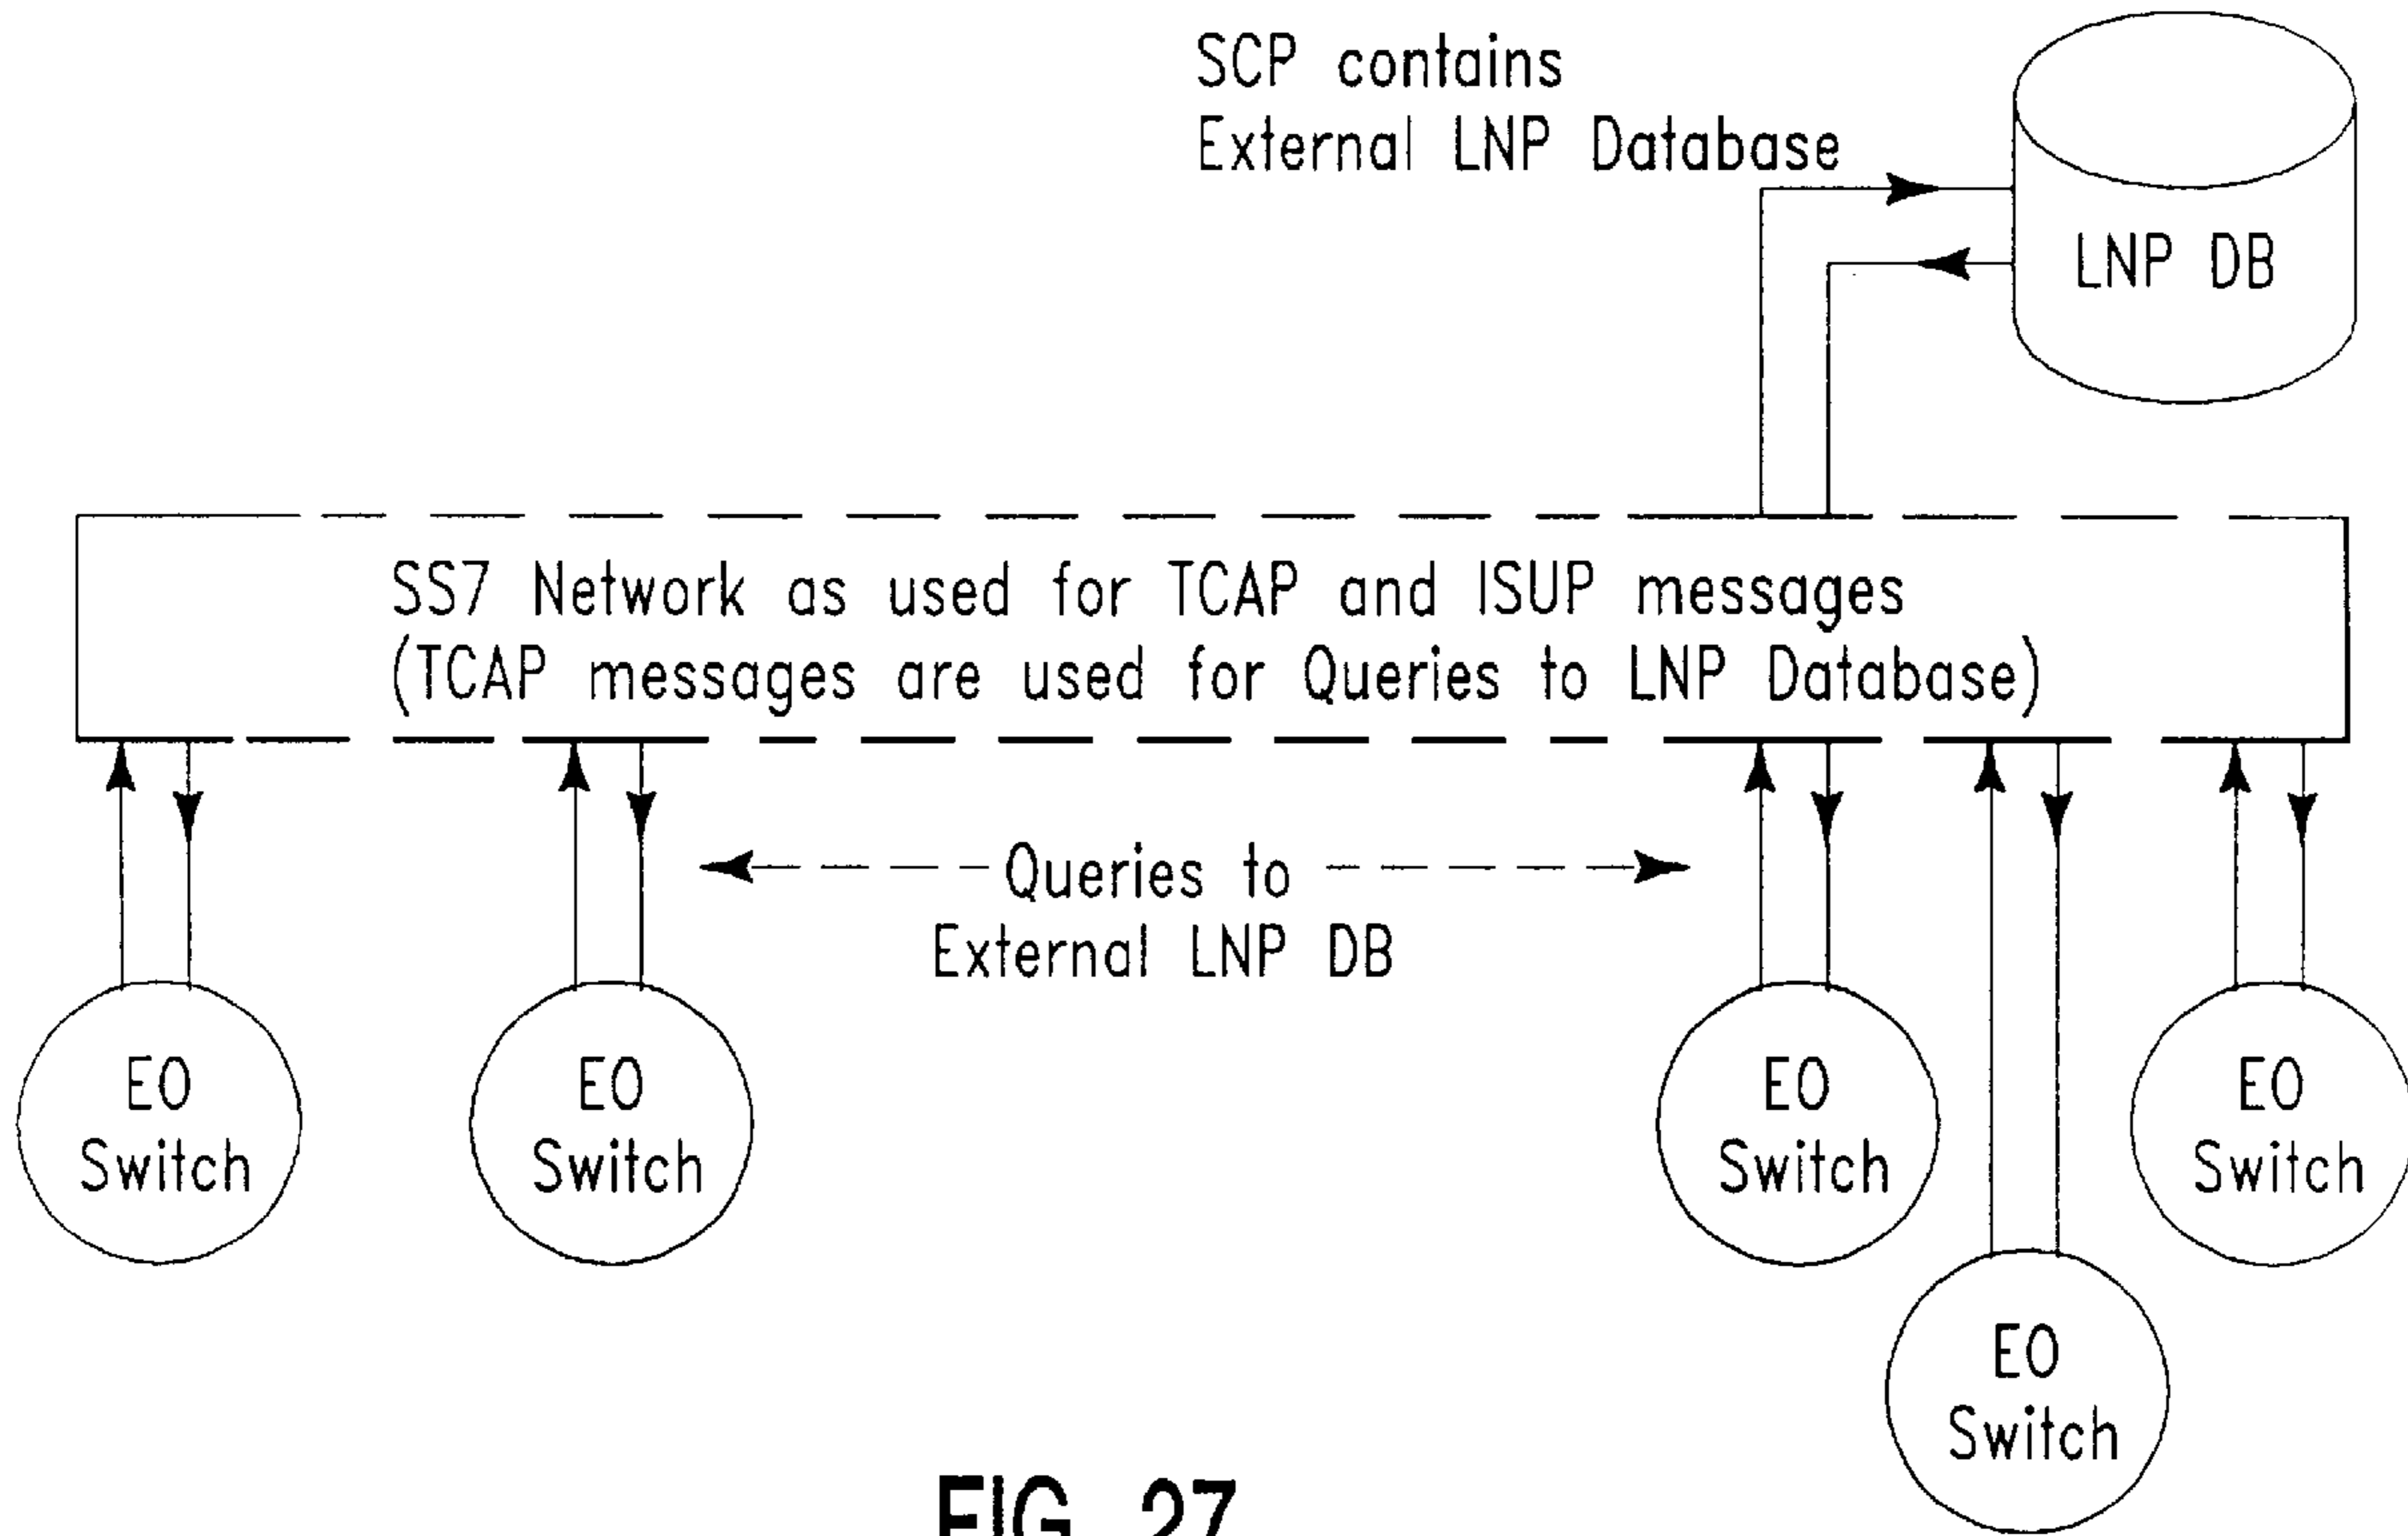 SCP contains
External LNP Database
LNP DB
SS7 Network as used for TCAP and ISUP messages
(TCAP messages are used for Queries to LNP Database)
Queries to
External LNP DB
EO
Switch
EO
Switch
EO
Switch
EO
Switch
EO
Switch
FIG. 27